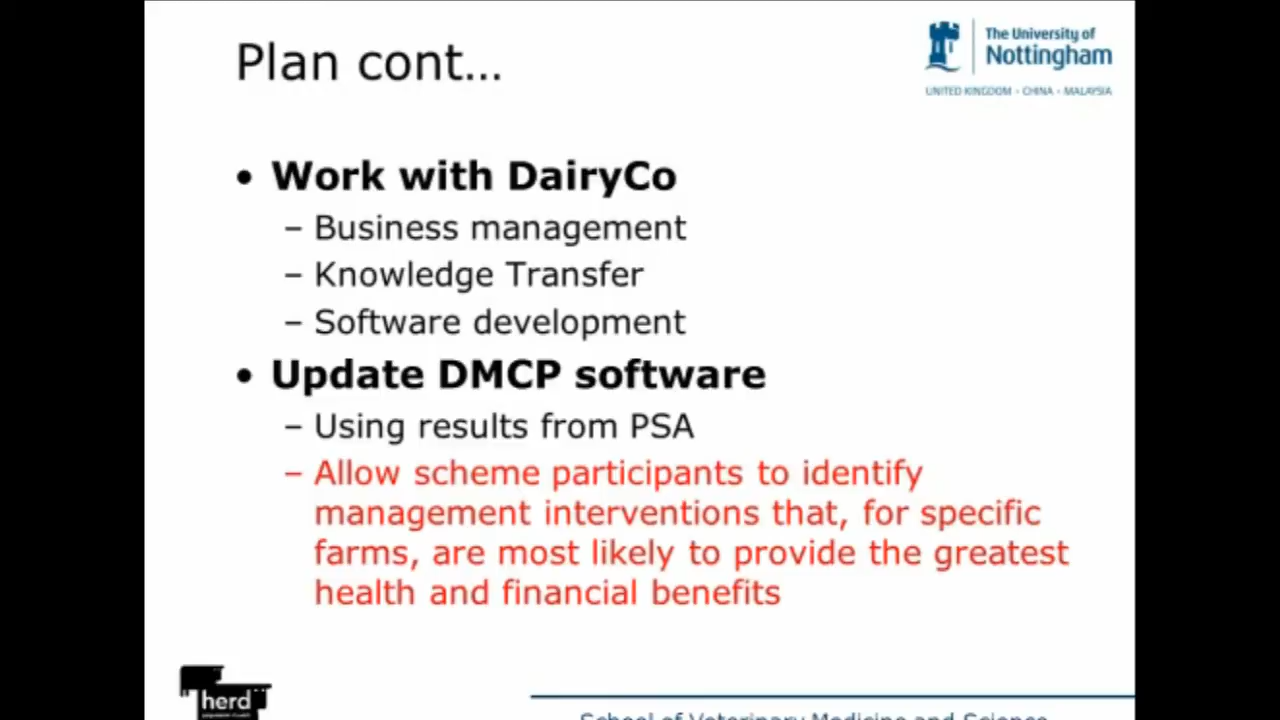 Plan cont...
The University of
Nottingham
UNITED KINGDOM • CHINA • MALAYSIA
• Work with DairyCo
– Business management
– Knowledge Transfer
– Software development
• Update DMCP software
– Using results from PSA
– Allow scheme participants to identify
management interventions that, for specific
farms, are most likely to provide the greatest
health and financial benefits
herd
School of Veterinary Medicine and Science